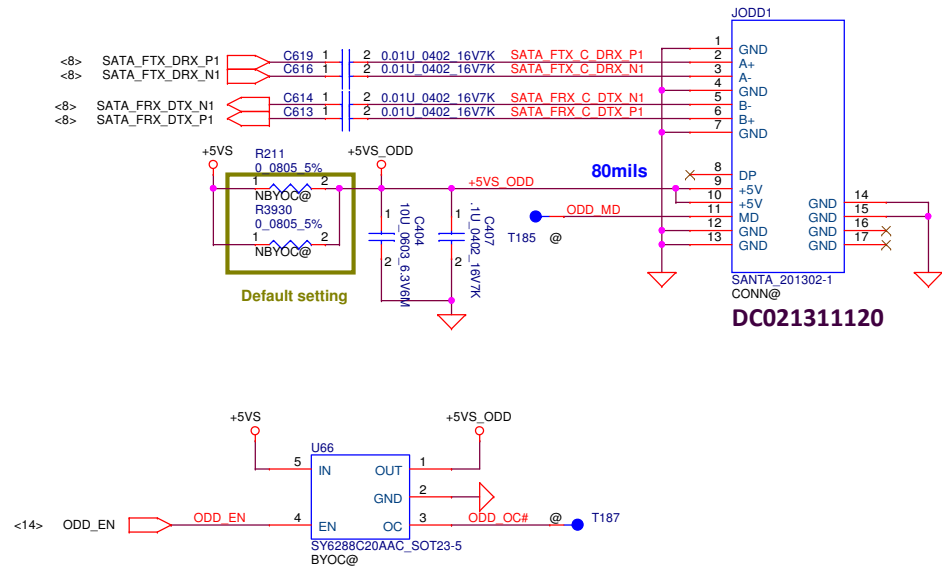 JODD1
<8> SATA_FTX_DRX_P1 C619 1 2 0.01U_0402_16V7K SATA_FTX_C_DRX_P1
<8> SATA_FTX_DRX_N1 C616 1 2 0.01U_0402_16V7K SATA_FTX_C_DRX_N1
<8> SATA_FRX_DTX_N1 C614 1 2 0.01U_0402_16V7K SATA_FRX_C_DTX_N1
<8> SATA_FRX_DTX_P1 C613 1 2 0.01U_0402_16V7K SATA_FRX_C_DTX_P1
1 GND
2 A+
3 A-
4 GND
5 B-
6 B+
7 GND
8 DP
9 +5V
10 +5V
11 MD
12 GND
13 GND
GND 14
GND 15
GND 16
GND 17
SANTA_201302-1
CONN@
DC021311120
+5VS
R211
0_0805_5%
1 2
NBYOC@
R3930
0_0805_5%
1 2
NBYOC@
Default setting
+5VS_ODD
+5VS_ODD
80mils
1
2
C404
10U_0603_6.3V6M
1
2
C407
.1U_0402_16V7K
T185 @
ODD_MD
+5VS
+5VS_ODD
U66
5 IN
OUT 1
GND 2
<14> ODD_EN ODD_EN 4 EN
OC 3 ODD_OC# @ T187
SY6288C20AAC_SOT23-5
BYOC@